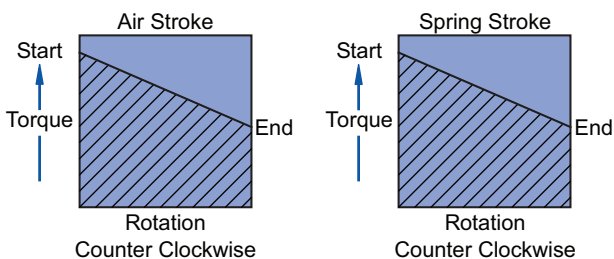 Air Stroke
Start
Torque
End
Rotation
Counter Clockwise
Spring Stroke
Start
Torque
End
Rotation
Counter Clockwise